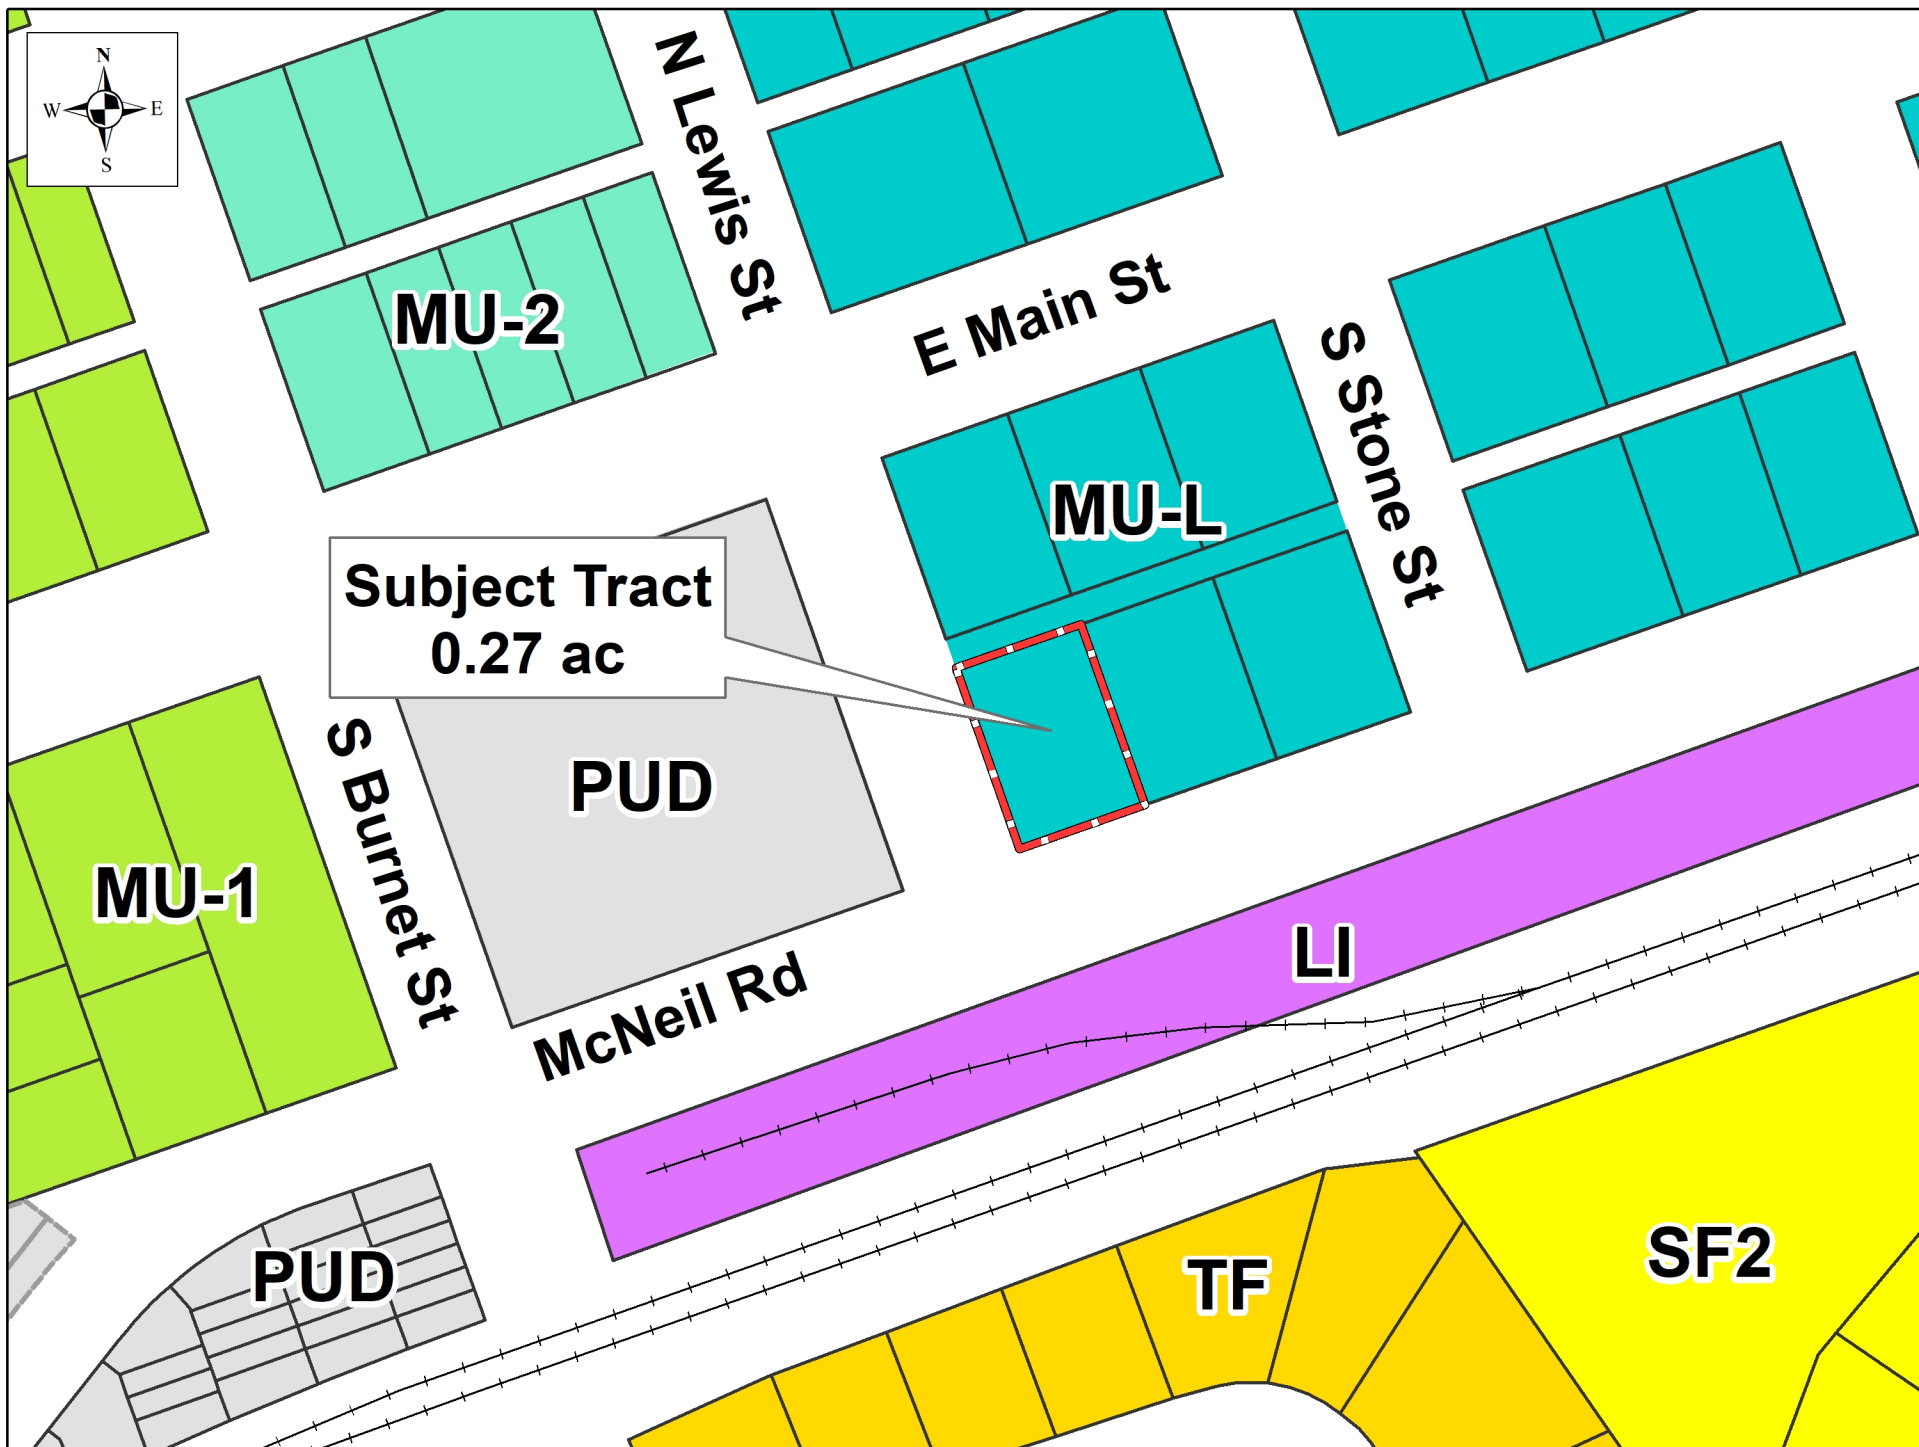 N
W E
S
N Lewis St
E Main St
MU-2
S Stone St
MU-L
Subject Tract
0.27 ac
PUD
S Burnet St
MU-1
McNeil Rd
LI
PUD
TF
SF2